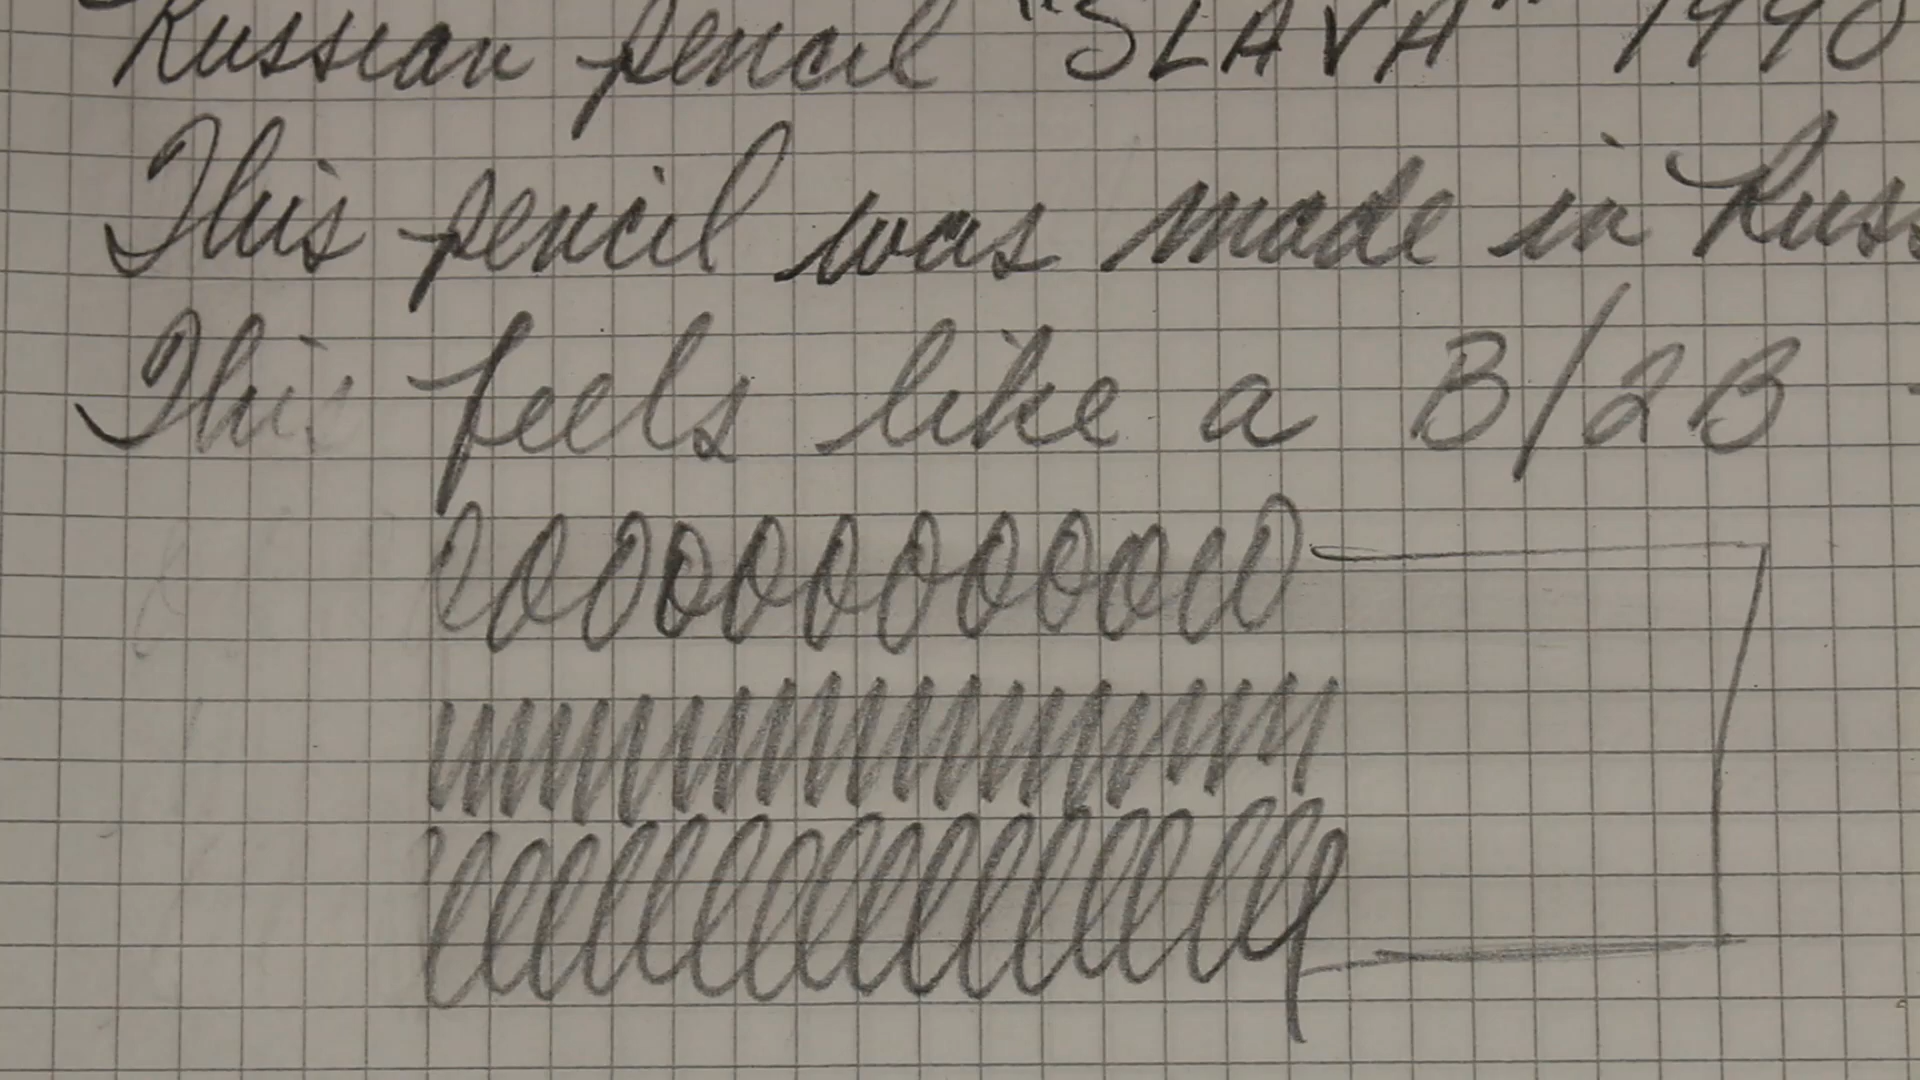 Russian pencil "SLAVA" 1990
This pencil was made in Russ
This feels like a B/2B